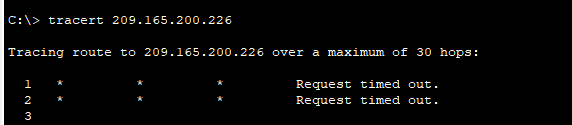 C:\> tracert 209.165.200.226
Tracing route to 209.165.200.226 over a maximum of 30 hops:
1 * * * Request timed out.
2 * * * Request timed out.
3